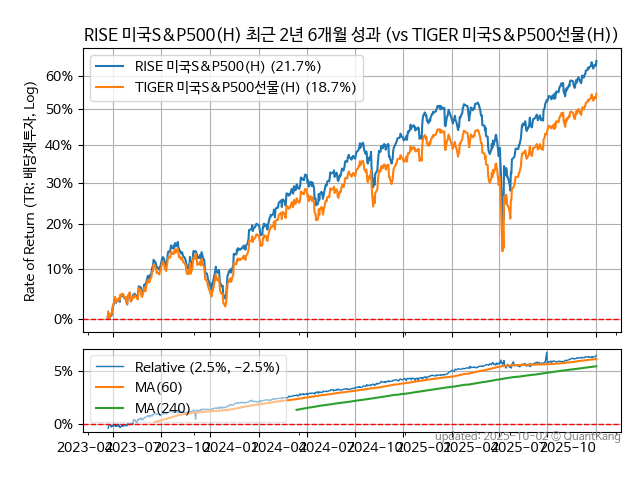 RISE 미국S&P500(H) 최근 2년 6개월 성과 (vs TIGER 미국S&P500선물(H))
RISE 미국S&P500(H) (21.7%)
TIGER 미국S&P500선물(H) (18.7%)
Rate of Return (TR: 배당재투자, Log)
60%
50%
40%
30%
20%
10%
0%
Relative (2.5%, -2.5%)
MA(60)
MA(240)
5%
0%
updated: 2025-10-02 © QuantKang
2023-04 2023-07 2023-10 2024-01 2024-04 2024-07 2024-10 2025-01 2025-04 2025-07 2025-10